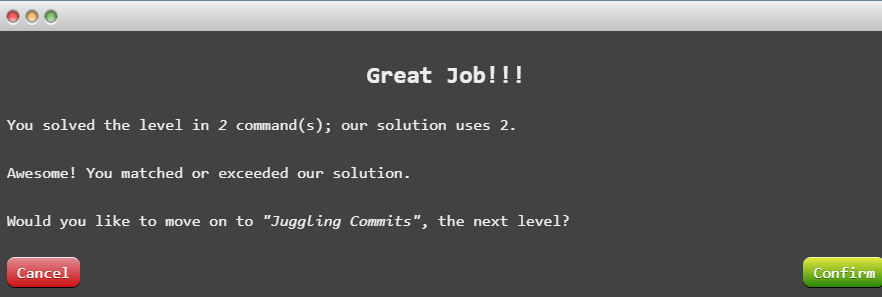 Great Job!!!
You solved the level in 2 command(s); our solution uses 2.
Awesome! You matched or exceeded our solution.
Would you like to move on to "Juggling Commits", the next level?
Cancel
Confirm